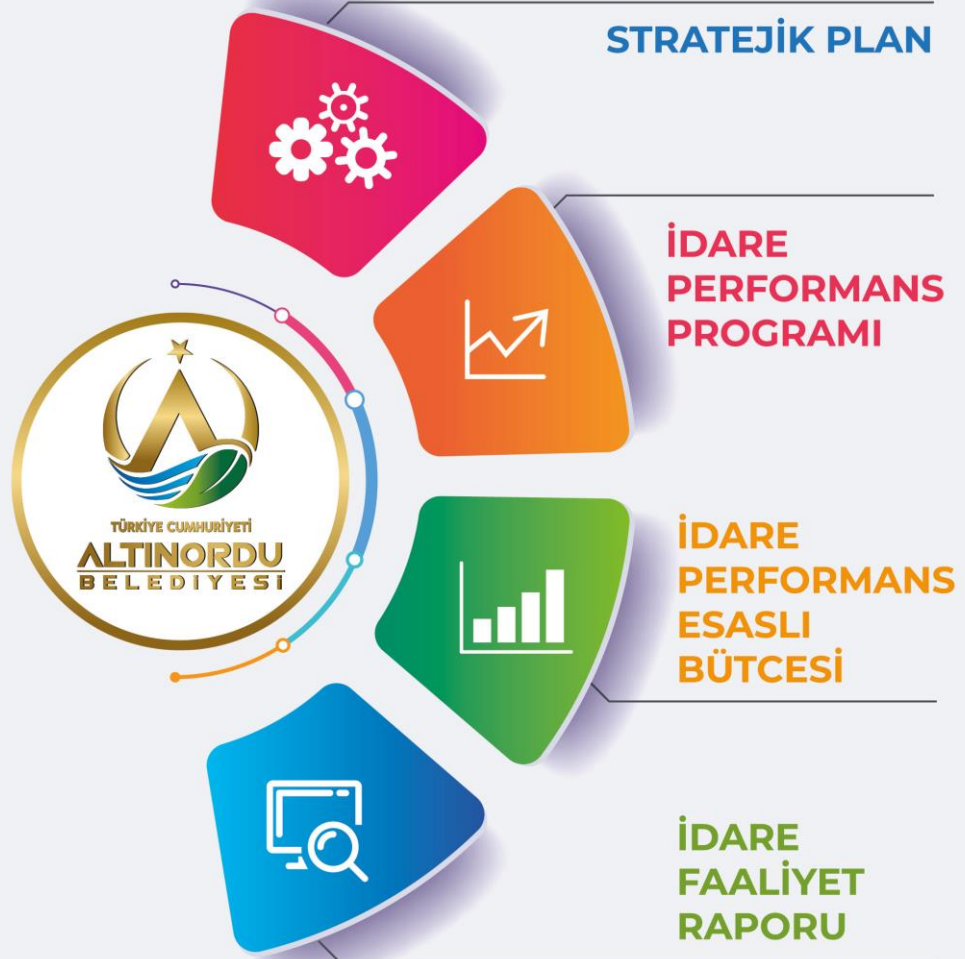 STRATEJİK PLAN
İDARE
PERFORMANS
PROGRAMI
TÜRKİYE CUMHURİYETİ
ALTINORDU
BELEDİYESİ
İDARE
PERFORMANS
ESASLI
BÜTCESİ
İDARE
FAALİYET
RAPORU